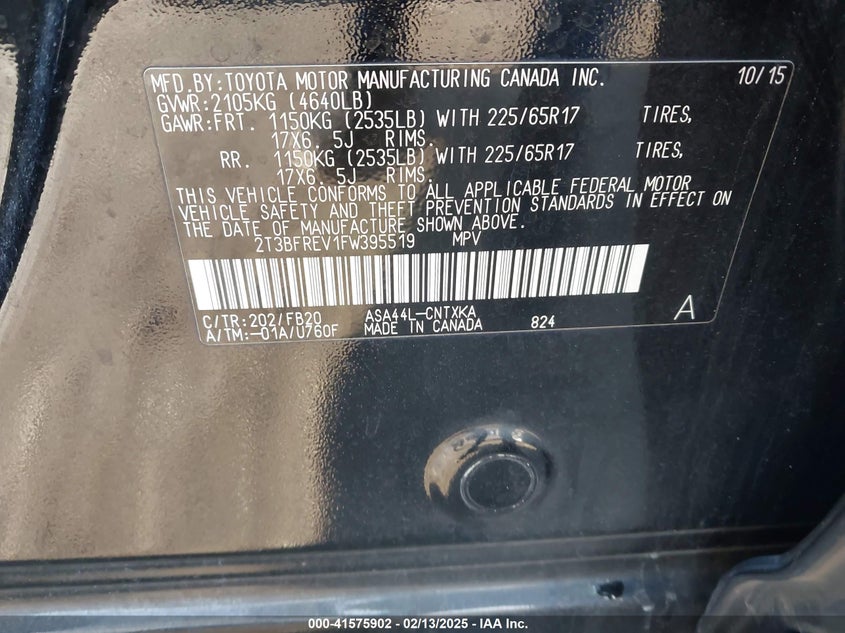 MFD.BY:TOYOTA MOTOR MANUFACTURING CANADA INC. 10/15
GVWR:2105KG (4640LB)
GAWR:FRT. 1150KG (2535LB) WITH 225/65R17 TIRES,
17X6. 5J RIMS.
RR. 1150KG (2535LB) WITH 225/65R17 TIRES,
17X6. 5J RIMS.
THIS VEHICLE CONFORMS TO ALL APPLICABLE FEDERAL MOTOR
VEHICLE SAFETY AND THEFT PREVENTION STANDARDS IN EFFECT ON
THE DATE OF MANUFACTURE SHOWN ABOVE.
2T3BFREV1FW395519 MPV
C/TR:202/FB20 ASA44L-CNTXKA A
A/TM:-01A/U760F MADE IN CANADA 824
000-41575902 - 02/13/2025 - IAA Inc.